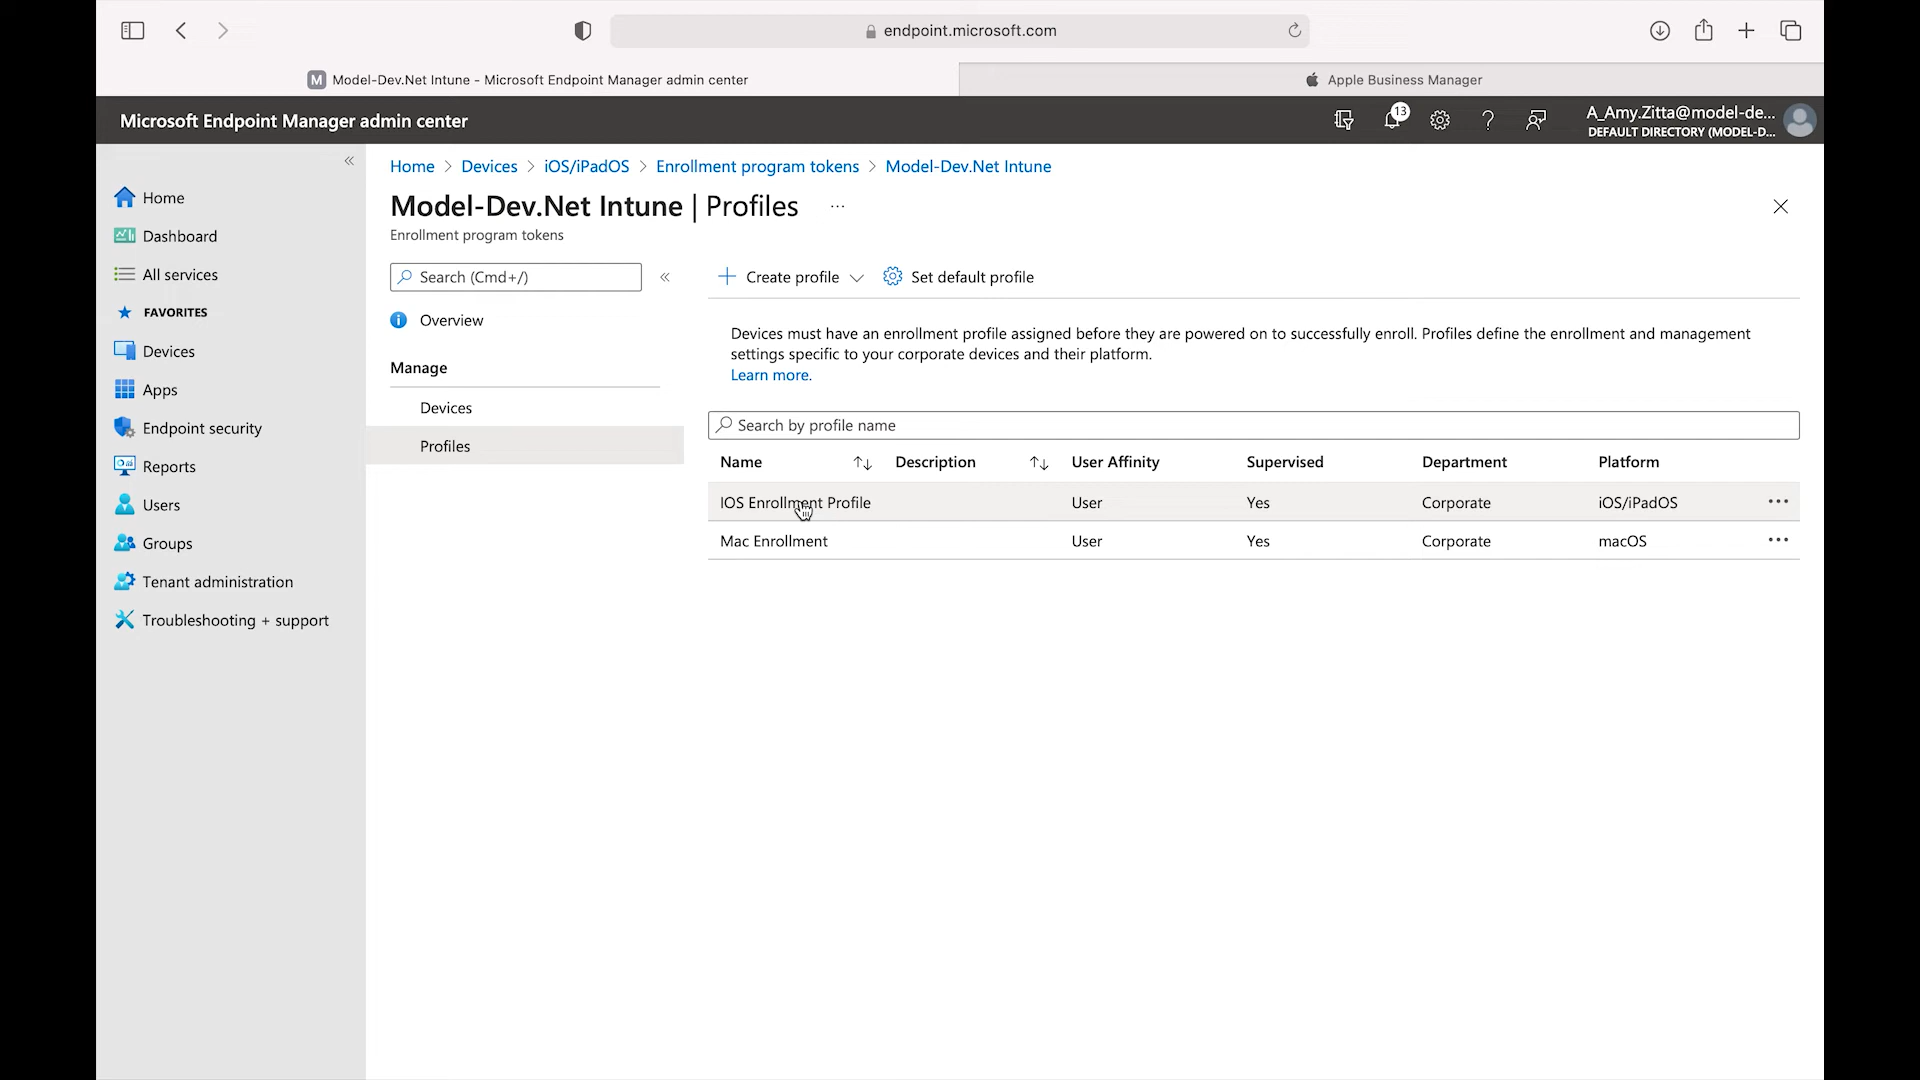 endpoint.microsoft.com
M Model-Dev.Net Intune - Microsoft Endpoint Manager admin center
Apple Business Manager
Microsoft Endpoint Manager admin center
13
A_Amy.Zitta@model-de...
DEFAULT DIRECTORY (MODEL-D...
Home
Dashboard
All services
FAVORITES
Devices
Apps
Endpoint security
Reports
Users
Groups
Tenant administration
Troubleshooting + support
Home > Devices > iOS/iPadOS > Enrollment program tokens > Model-Dev.Net Intune
Model-Dev.Net Intune | Profiles ...
Enrollment program tokens
Search (Cmd+/)
Overview
Manage
Devices
Profiles
Create profile
Set default profile
Devices must have an enrollment profile assigned before they are powered on to successfully enroll. Profiles define the enrollment and management
settings specific to your corporate devices and their platform.
Learn more.
Search by profile name
Name Description User Affinity Supervised Department Platform
IOS Enrollment Profile User Yes Corporate iOS/iPadOS ...
Mac Enrollment User Yes Corporate macOS ...